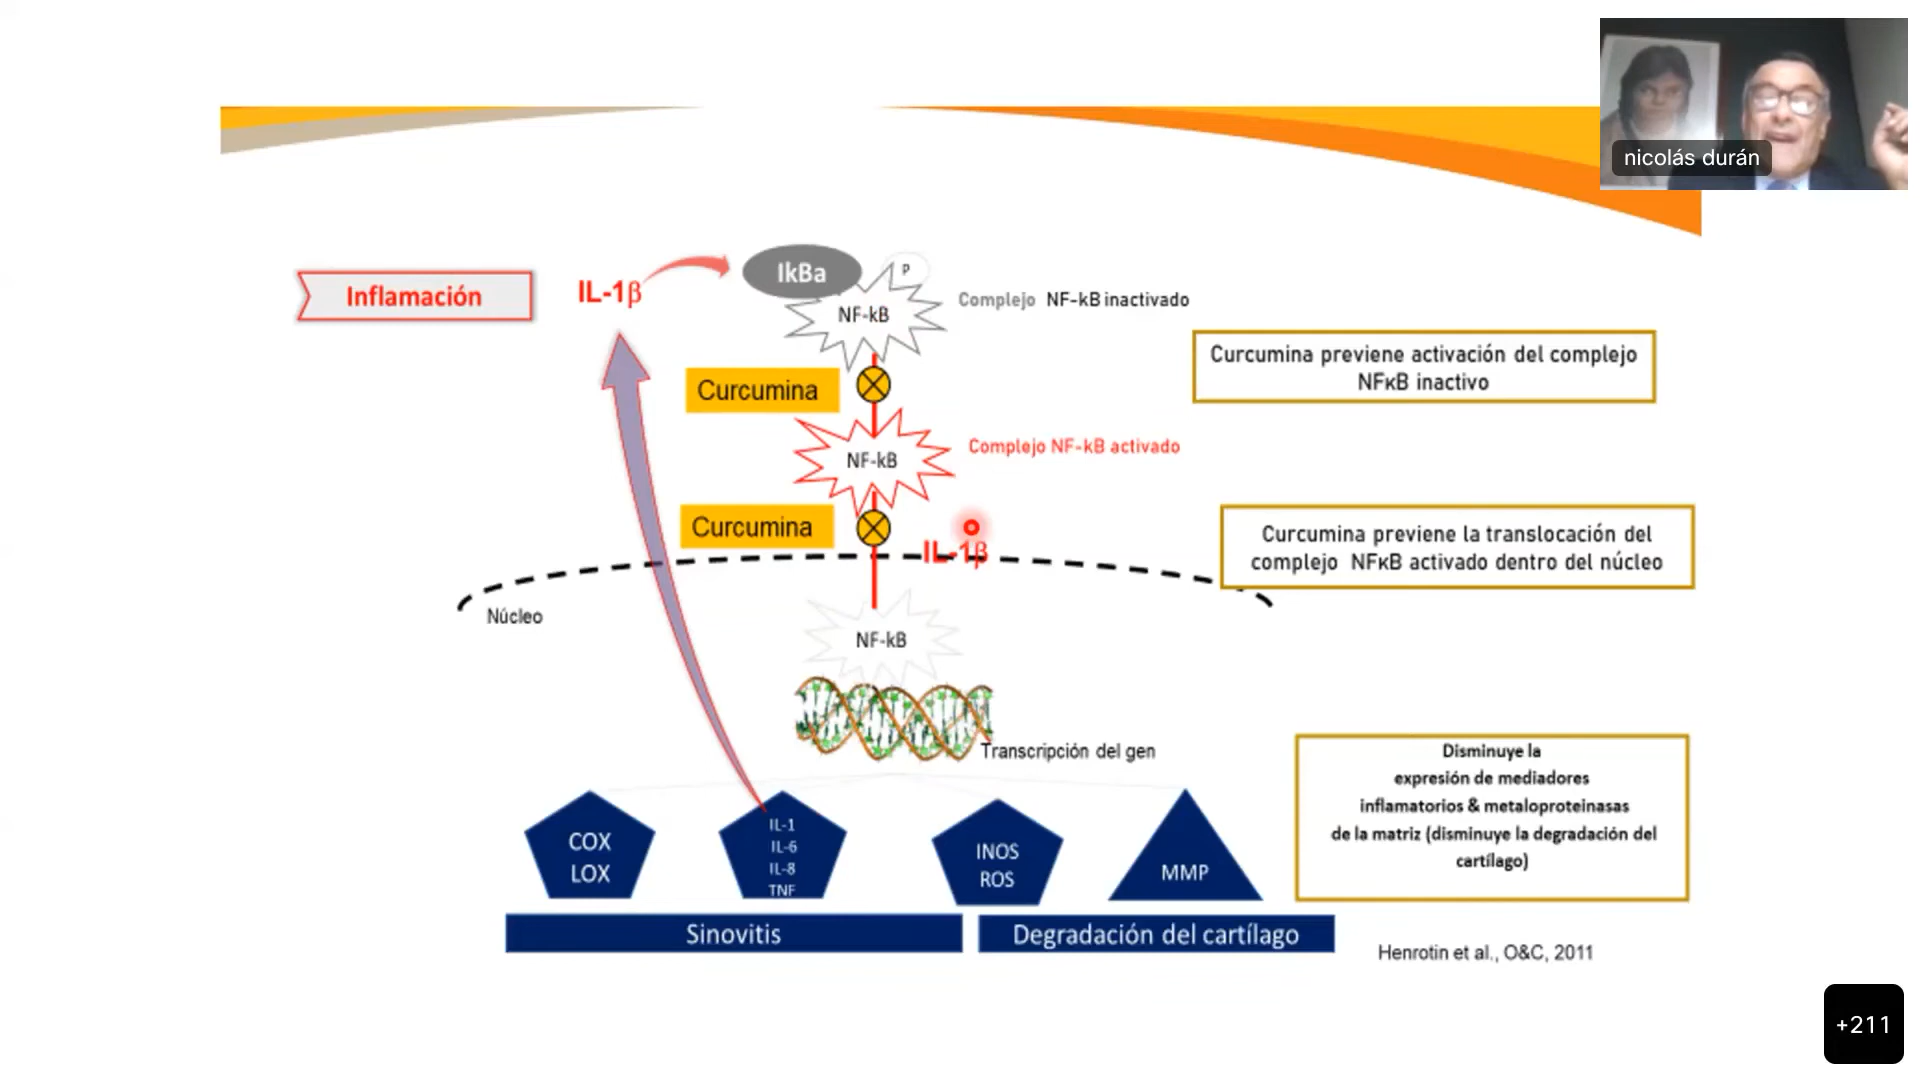 nicolás durán
Inflamación
IL-1β
IkBa
P
NF-kB
Complejo NF-kB inactivado
Curcumina previene activación del complejo
NFκB inactivo
Curcumina
NF-kB
Complejo NF-kB activado
Curcumina
IL-1β
Curcumina previene la translocación del
complejo NFκB activado dentro del núcleo
Núcleo
NF-kB
Transcripción del gen
COX
LOX
IL-1
IL-6
IL-8
TNF
INOS
ROS
MMP
Disminuye la
expresión de mediadores
inflamatorios & metaloproteinasas
de la matriz (disminuye la degradación del
cartílago)
Sinovitis
Degradación del cartílago
Henrotin et al., O&C, 2011
+211